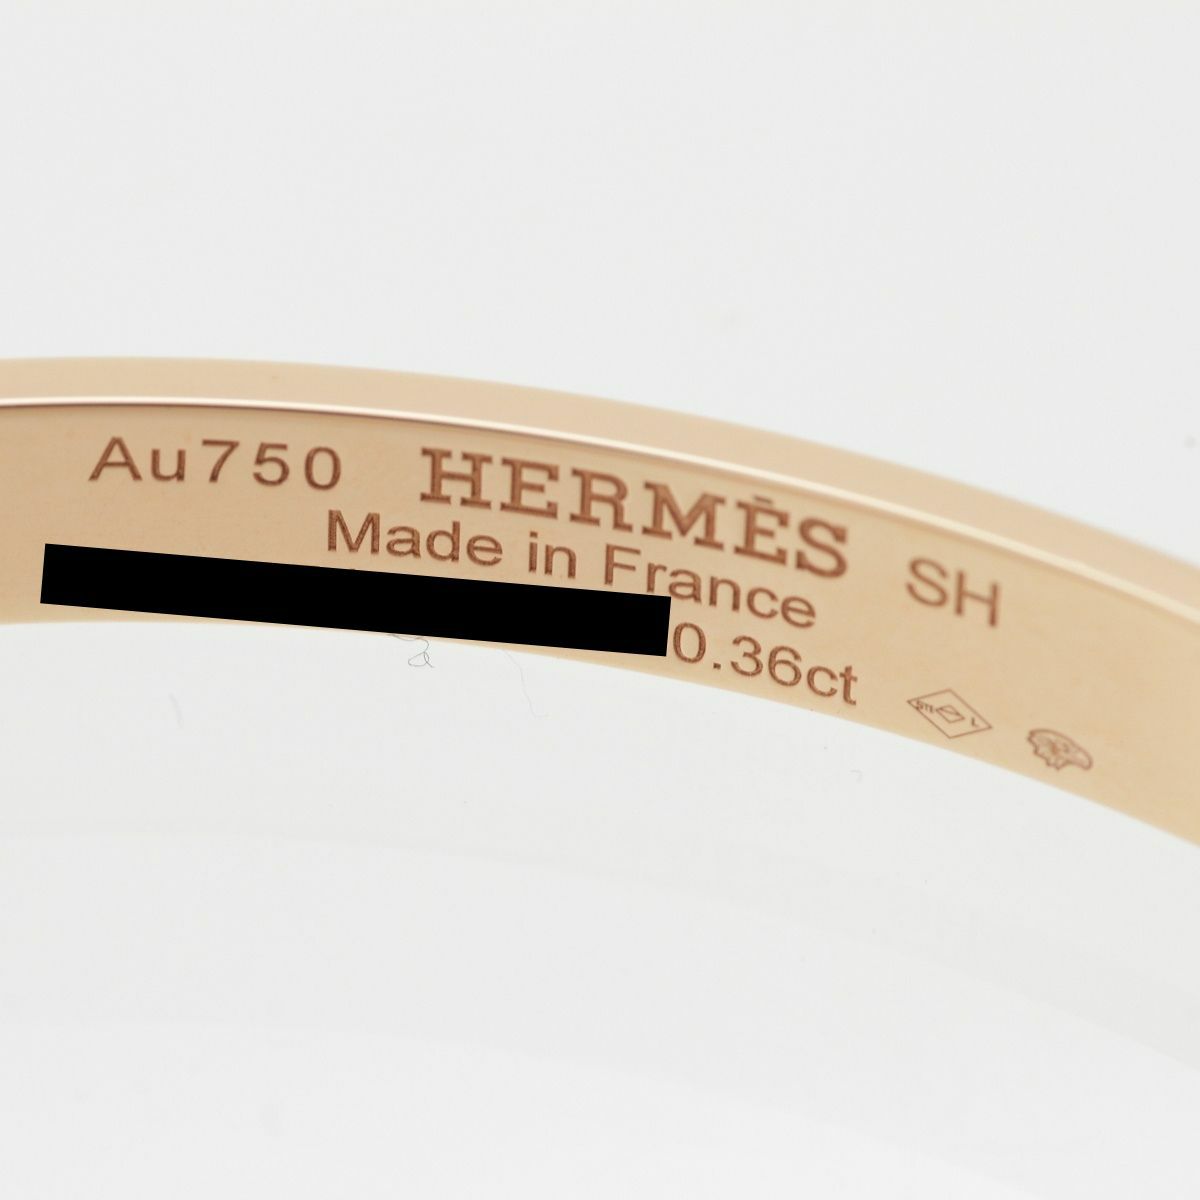 Au750 HERMÈS SH
Made in France
0.36ct